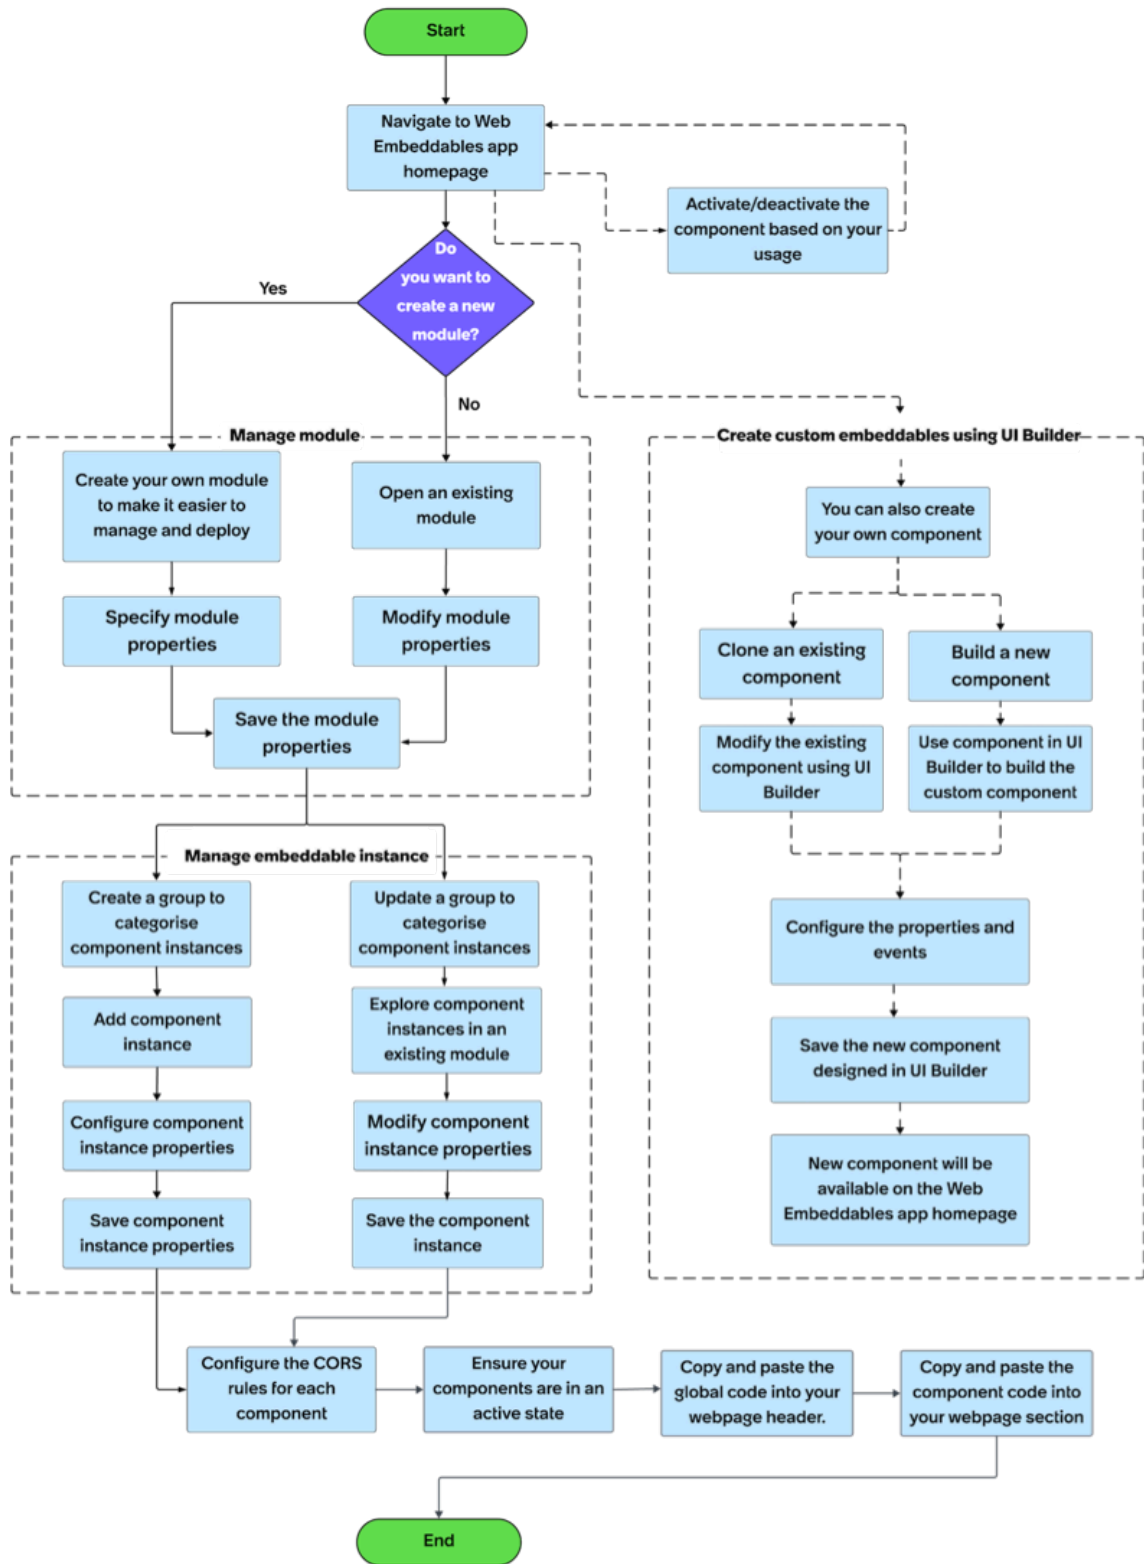 Start
Navigate to Web
Embeddables app
homepage
Activate/deactivate the
component based on your
usage
Do
you want to
create a new
module?
Yes
No
Manage module
Create your own module
to make it easier to
manage and deploy
Open an existing
module
Specify module
properties
Modify module
properties
Save the module
properties
Create custom embeddables using UI Builder
You can also create
your own component
Clone an existing
component
Build a new
component
Modify the existing
component using UI
Builder
Use component in UI
Builder to build the
custom component
Configure the properties and
events
Save the new component
designed in UI Builder
New component will be
available on the Web
Embeddables app homepage
Manage embeddable instance
Create a group to
categorise
component instances
Update a group to
categorise
component instances
Add component
instance
Explore component
instances in an
existing module
Configure component
instance properties
Modify component
instance properties
Save component
instance properties
Save the component
instance
Configure the CORS
rules for each
component
Ensure your
components are in an
active state
Copy and paste the
global code into your
webpage header.
Copy and paste the
component code into
your webpage section
End